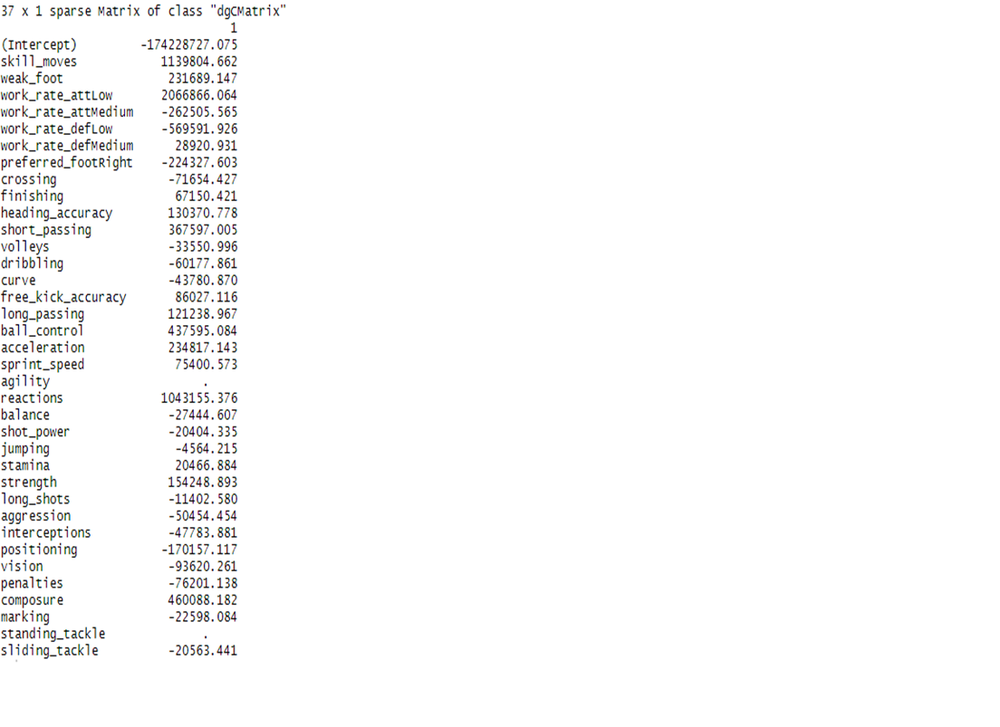 37 x 1 sparse Matrix of class "dgCMatrix"
1
(Intercept) -174228727.075
skill_moves 1139804.662
weak_foot 231689.147
work_rate_attLow 2066866.064
work_rate_attMedium -262505.565
work_rate_defLow -569591.926
work_rate_defMedium 28920.931
preferred_footRight -224327.603
crossing -71654.427
finishing 67150.421
heading_accuracy 130370.778
short_passing 367597.005
volleys -33550.996
dribbling -60177.861
curve -43780.870
free_kick_accuracy 86027.116
long_passing 121238.967
ball_control 437595.084
acceleration 234817.143
sprint_speed 75400.573
agility .
reactions 1043155.376
balance -27444.607
shot_power -20404.335
jumping -4564.215
stamina 20466.884
strength 154248.893
long_shots -11402.580
aggression -50454.454
interceptions -47783.881
positioning -170157.117
vision -93620.261
penalties -76201.138
composure 460088.182
marking -22598.084
standing_tackle .
sliding_tackle -20563.441